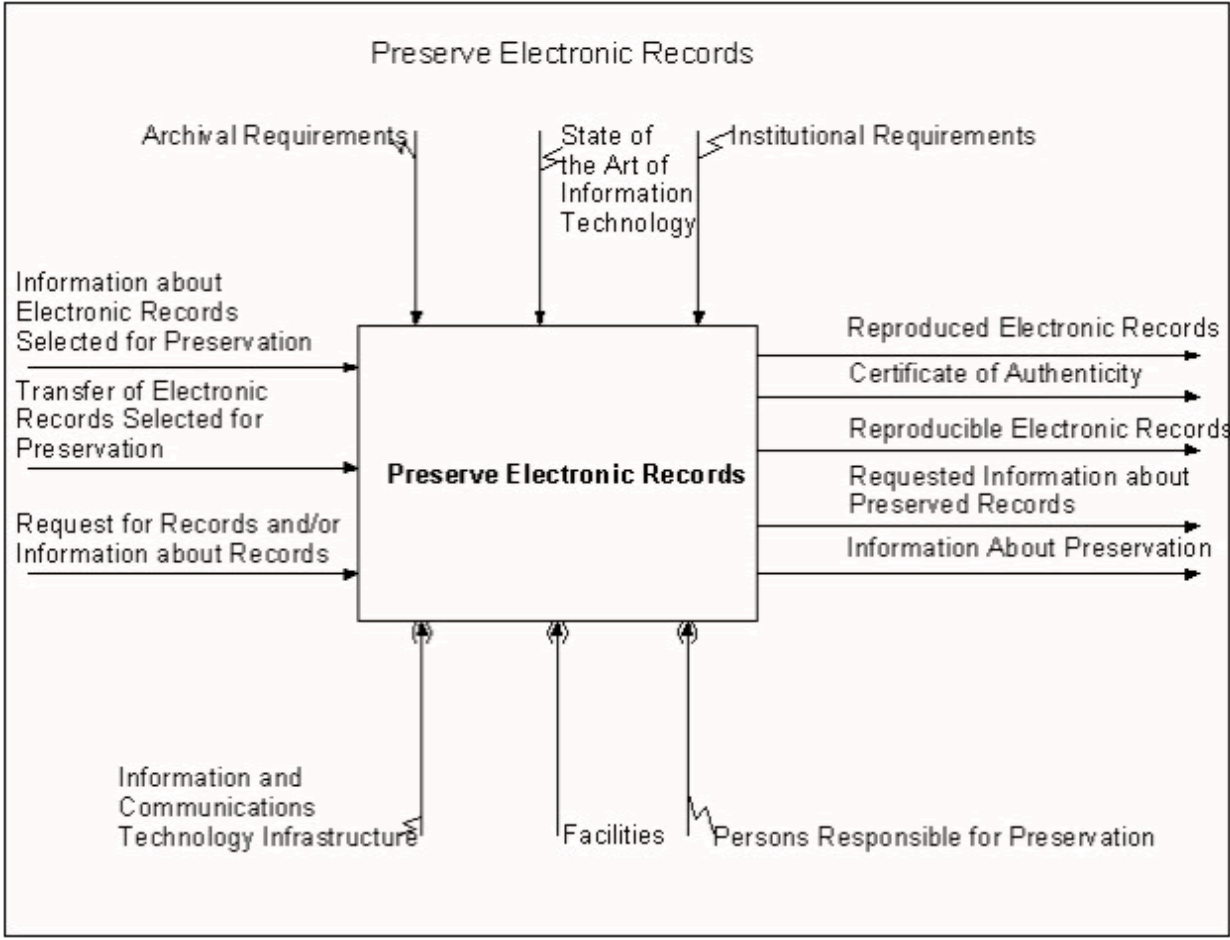 Preserve Electronic Records
Archival Requirements
State of
the Art of
Information
Technology
Institutional Requirements
Information about
Electronic Records
Selected for Preservation
Transfer of Electronic
Records Selected for
Preservation
Request for Records and/or
Information about Records
Preserve Electronic Records
Reproduced Electronic Records
Certificate of Authenticity
Reproducible Electronic Records
Requested Information about
Preserved Records
Information About Preservation
Information and
Communications
Technology Infrastructure
Facilities
Persons Responsible for Preservation